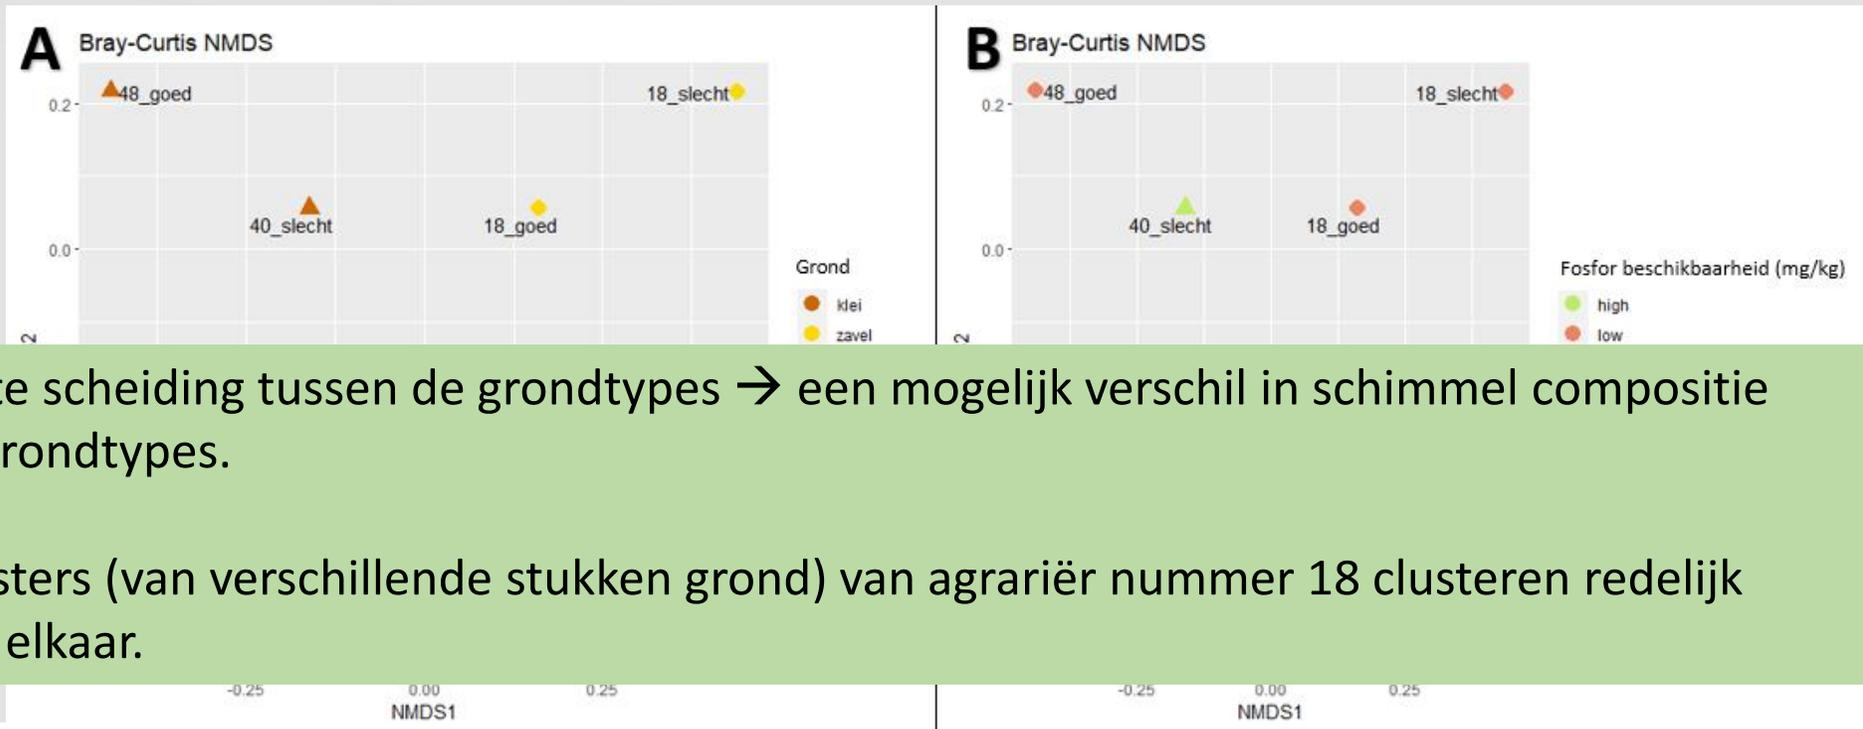 A Bray-Curtis NMDS
48_goed
18_slecht
0.2
40_slecht
18_goed
0.0
Grond
klei
zavel
2
B Bray-Curtis NMDS
48_goed
18_slecht
0.2
40_slecht
18_goed
0.0
Fosfor beschikbaarheid (mg/kg)
high
low
2
te scheiding tussen de grondtypes → een mogelijk verschil in schimmel compositie
rondtypes.
sters (van verschillende stukken grond) van agrariër nummer 18 clusteren redelijk
elkaar.
-0.25 0.00 0.25
NMDS1
-0.25 0.00 0.25
NMDS1